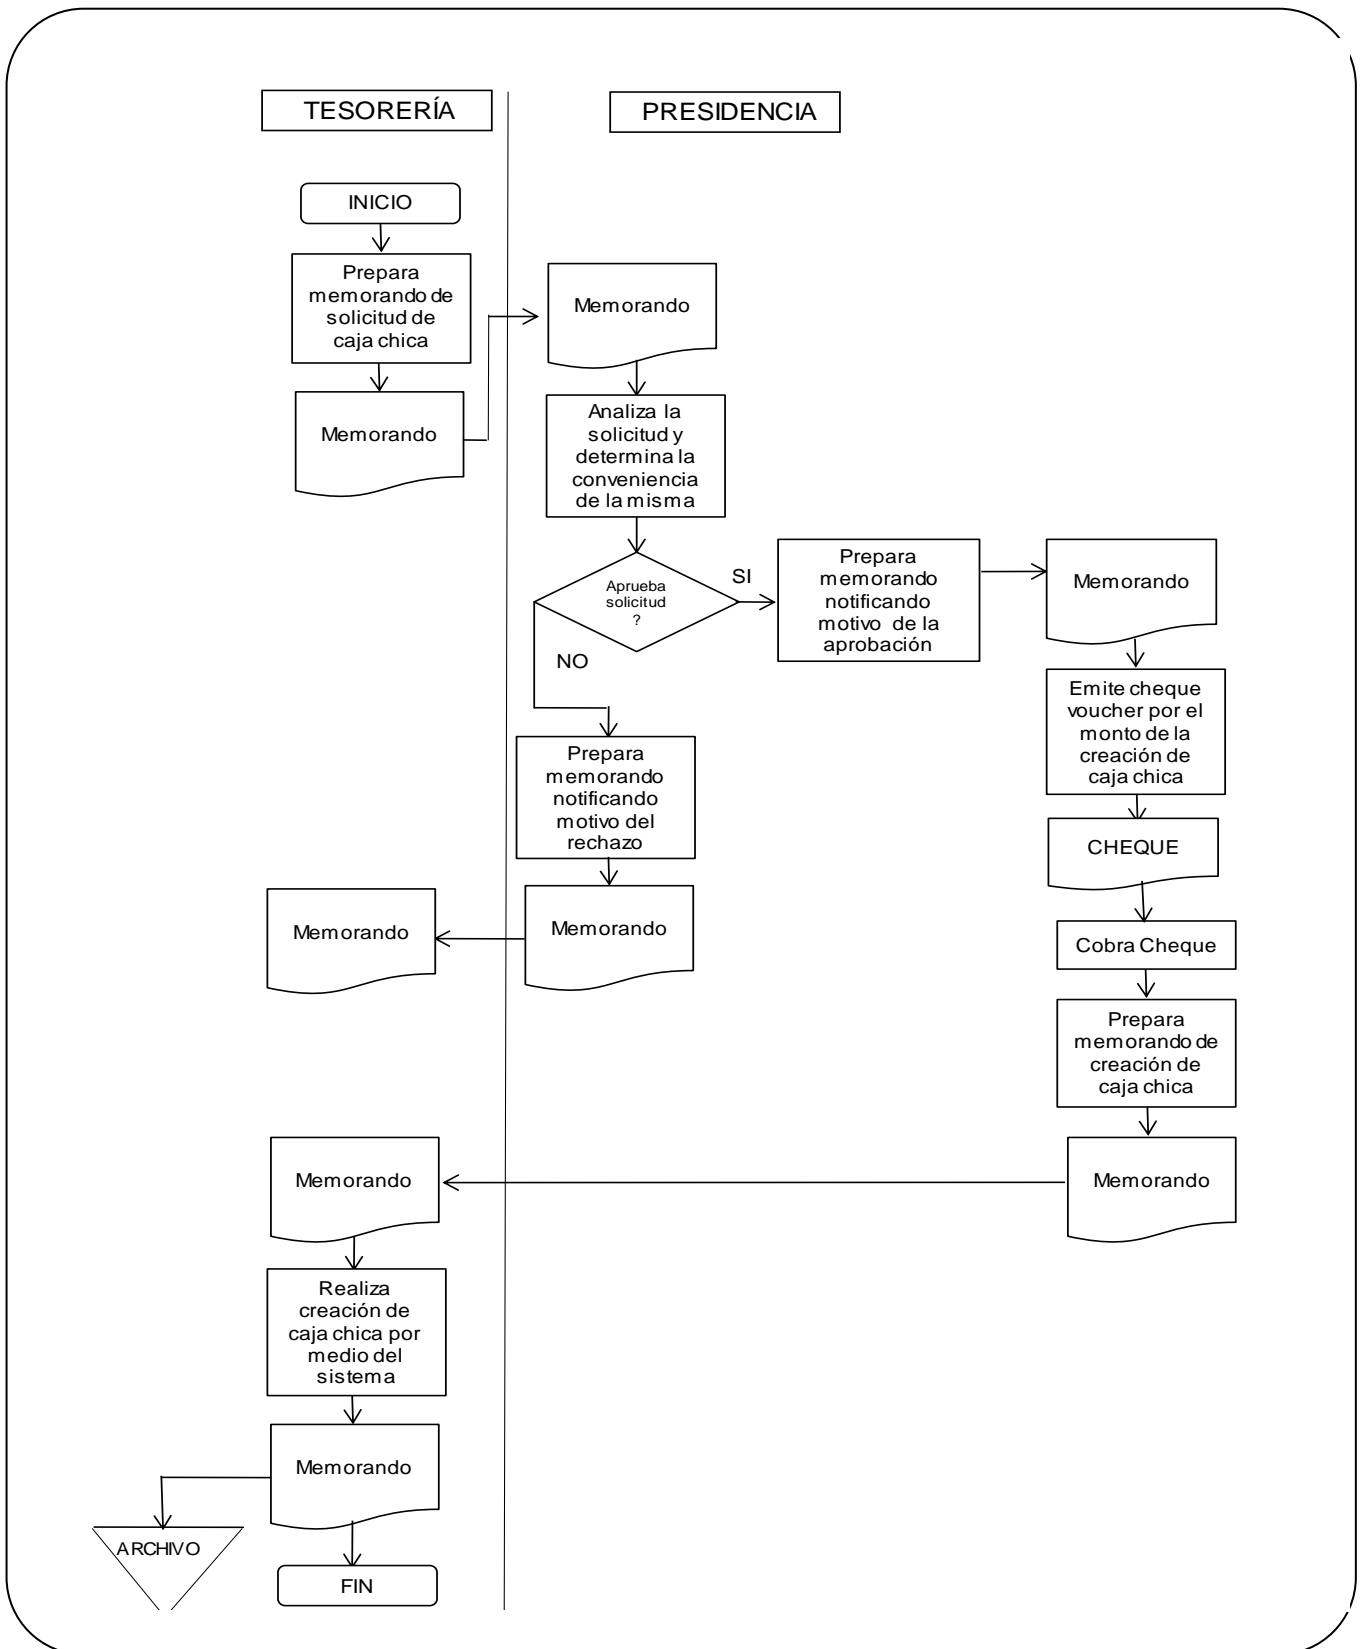 TESORERÍA
PRESIDENCIA
INICIO
Prepara
memorando de
solicitud de
caja chica
Memorando
Memorando
Analiza la
solicitud y
determina la
conveniencia
de la misma
Aprueba
solicitud
?
SI
NO
Prepara
memorando
notificando
motivo de la
aprobación
Memorando
Emite cheque
voucher por el
monto de la
creación de
caja chica
CHEQUE
Cobra Cheque
Prepara
memorando de
creación de
caja chica
Memorando
Prepara
memorando
notificando
motivo del
rechazo
Memorando
Memorando
Memorando
Realiza
creación de
caja chica por
medio del
sistema
Memorando
ARCHIVO
FIN